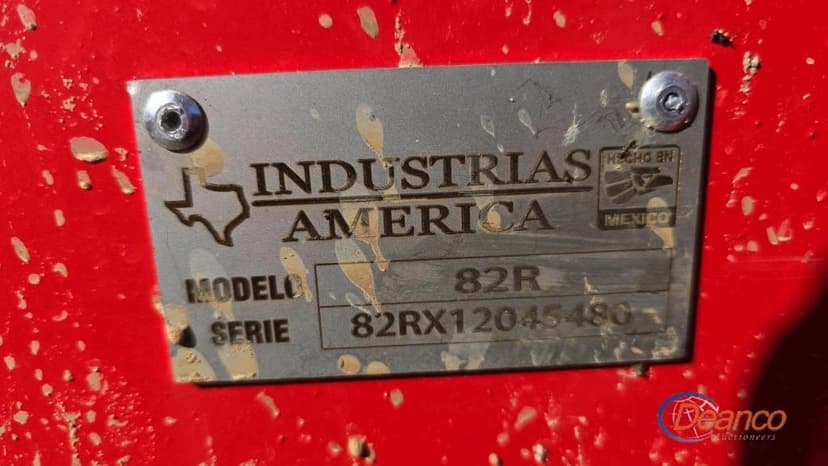 INDUSTRIAS
AMERICA
HECHO EN
MEXICO
MODELO 82R
SERIE 82RX12045480
Deanco
Auctioneers